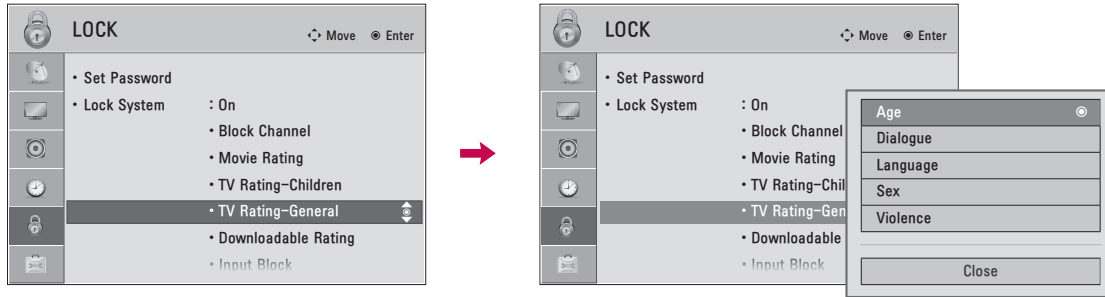 LOCK
Move Enter
• Set Password
• Lock System : On
• Block Channel
• Movie Rating
• TV Rating-Children
• TV Rating-General
• Downloadable Rating
• Input Block
LOCK
Move Enter
• Set Password
• Lock System : On
• Block Channel
• Movie Rating
• TV Rating-Chil
• TV Rating-Gen
• Downloadable
• Input Block
Age
Dialogue
Language
Sex
Violence
Close